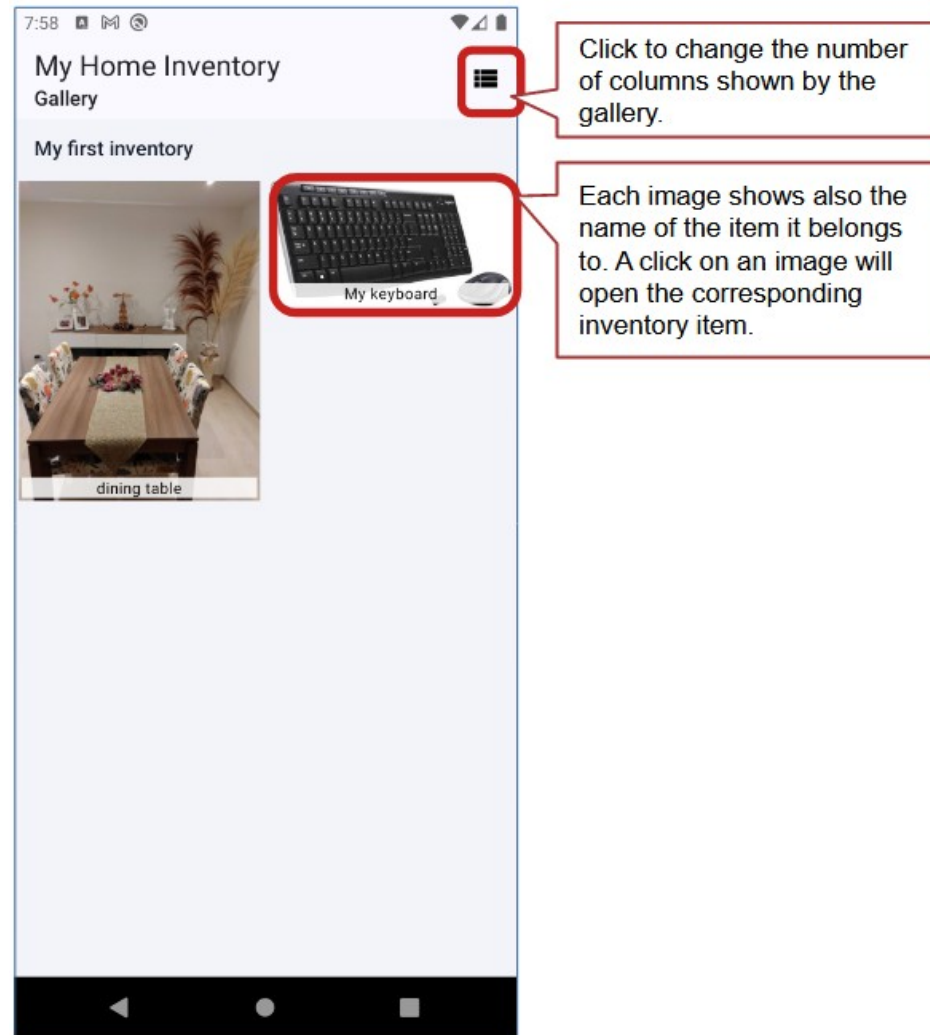 7:58
My Home Inventory
Gallery
My first inventory
My keyboard
dining table
Click to change the number
of columns shown by the
gallery.
Each image shows also the
name of the item it belongs
to. A click on an image will
open the corresponding
inventory item.